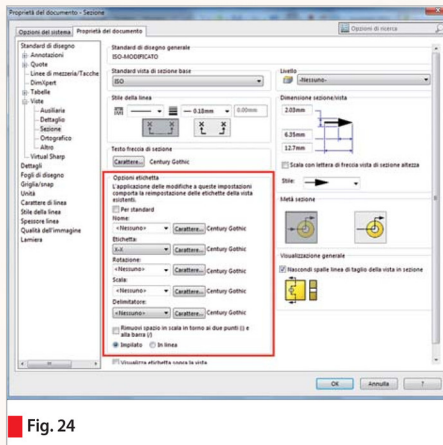 Proprietà del documento - Sezione
Opzioni del sistema
Proprietà del documento
Opzioni di ricerca
Standard di disegno
Annotazioni
Quote
Linee di mezzeria/Tacche
DimXpert
Tabelle
Viste
Ausiliarie
Dettaglio
Sezione
Ortografico
Altro
Virtual Sharp
Dettagli
Fogli di disegno
Griglia/snap
Unità
Carattere di linea
Stile della linea
Spessore linea
Qualità dell'immagine
Lamiera
Standard di disegno generale
ISO-MODIFICATO
Standard vista di sezione base
ISO
Livello
<Nessuno>
Stile della linea
0.18mm
0.00mm
X X
X X
Testo freccia di sezione
Carattere... Century Gothic
Opzioni etichetta
L'applicazione delle modifiche a queste impostazioni
comporta la reimpostazione delle etichette della vista
esistenti.
Per standard
Nome:
<Nessuno> Carattere... Century Gothic
Etichetta:
X-X Carattere... Century Gothic
Rotazione:
<Nessuno> Carattere... Century Gothic
Scala:
<Nessuno> Carattere... Century Gothic
Delimitatore:
<Nessuno> Carattere... Century Gothic
Rimuovi spazio in scala in torno ai due punti (:) e
alla barra (/)
Impilato In linea
Visualizza etichetta sopra la vista
Dimensione sezione/vista
2.03mm
6.35mm
12.7mm
Scala con lettera di freccia vista di sezione altezza
Stile:
Metà sezione
Visualizzazione generale
Nascondi spalle linea di taglio della vista in sezione
OK Annulla ?
Fig. 24